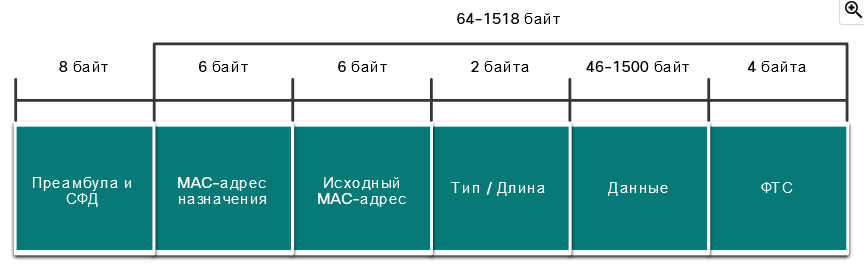 64-1518 байт
8 байт
6 байт
6 байт
2 байта
46-1500 байт
4 байта
Преамбула и
СФД
MAC-адрес
назначения
Исходный
MAC-адрес
Тип / Длина
Данные
ФТС